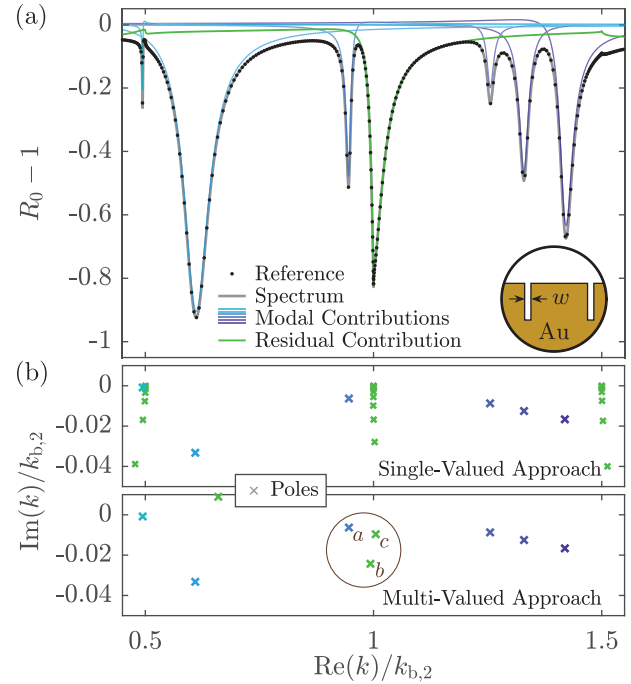 (a)
0
-0.2
-0.4
-0.6
-0.8
-1
R₀ − 1
Reference
Spectrum
Modal Contributions
Residual Contribution
w
Au
(b)
0
-0.02
-0.04
Single-Valued Approach
Poles
0
-0.02
-0.04
a
c
b
Multi-Valued Approach
Im(k)/k_b,2
0.5
1
1.5
Re(k)/k_b,2